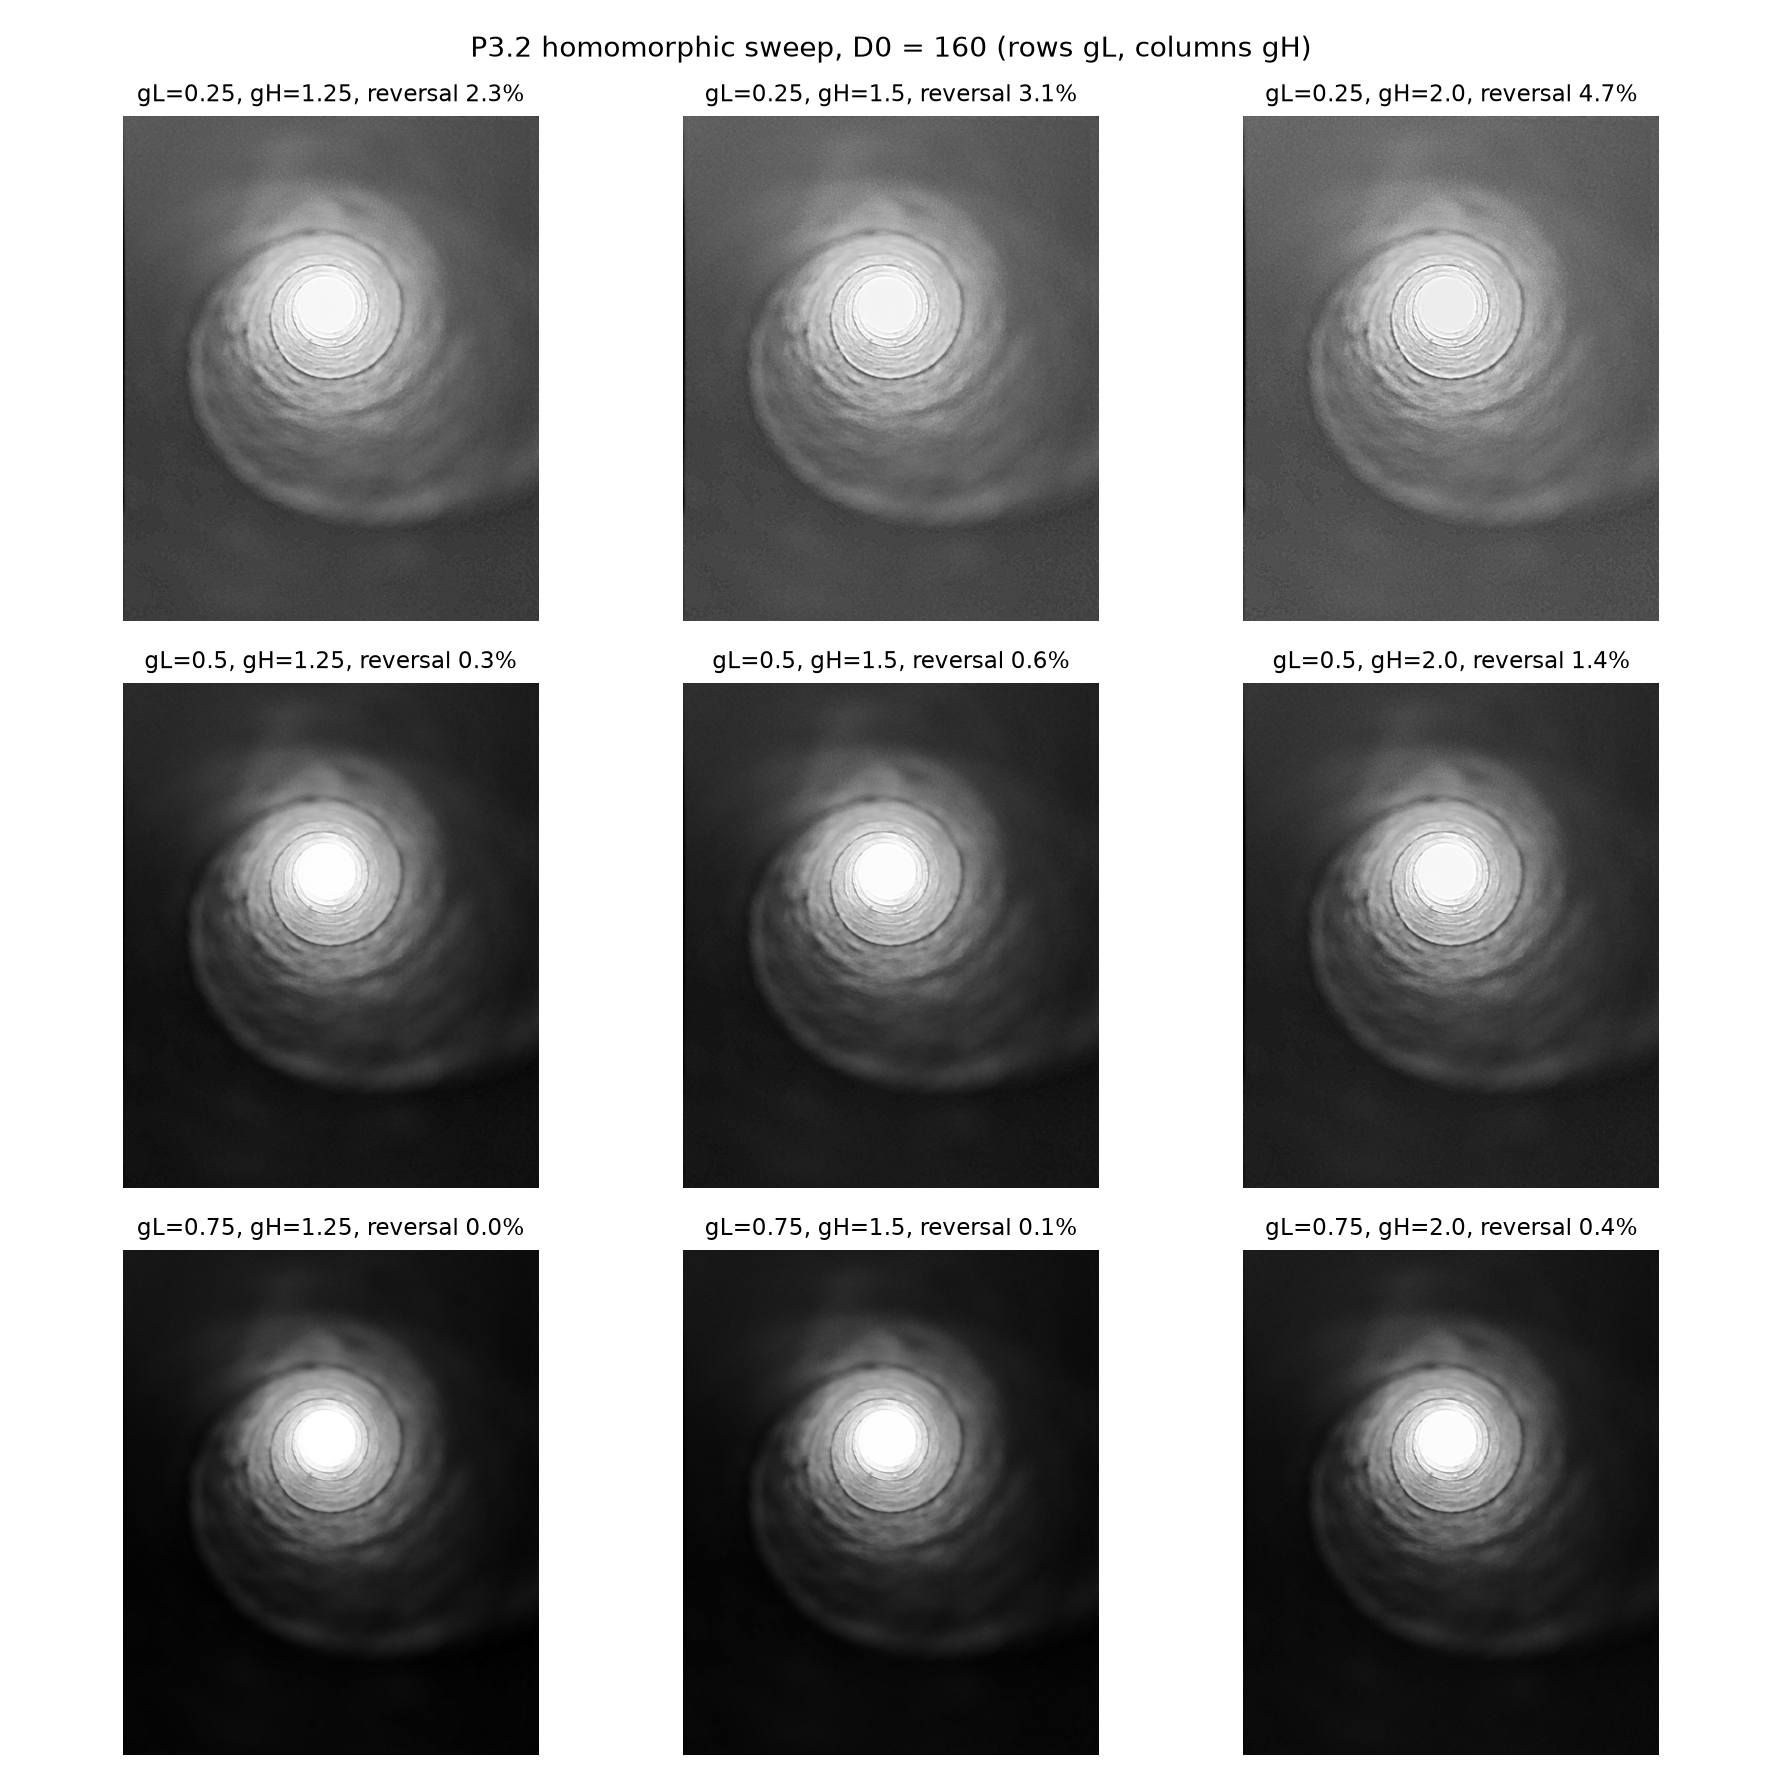 P3.2 homomorphic sweep, D0 = 160 (rows gL, columns gH)
gL=0.25, gH=1.25, reversal 2.3%
gL=0.25, gH=1.5, reversal 3.1%
gL=0.25, gH=2.0, reversal 4.7%
gL=0.5, gH=1.25, reversal 0.3%
gL=0.5, gH=1.5, reversal 0.6%
gL=0.5, gH=2.0, reversal 1.4%
gL=0.75, gH=1.25, reversal 0.0%
gL=0.75, gH=1.5, reversal 0.1%
gL=0.75, gH=2.0, reversal 0.4%